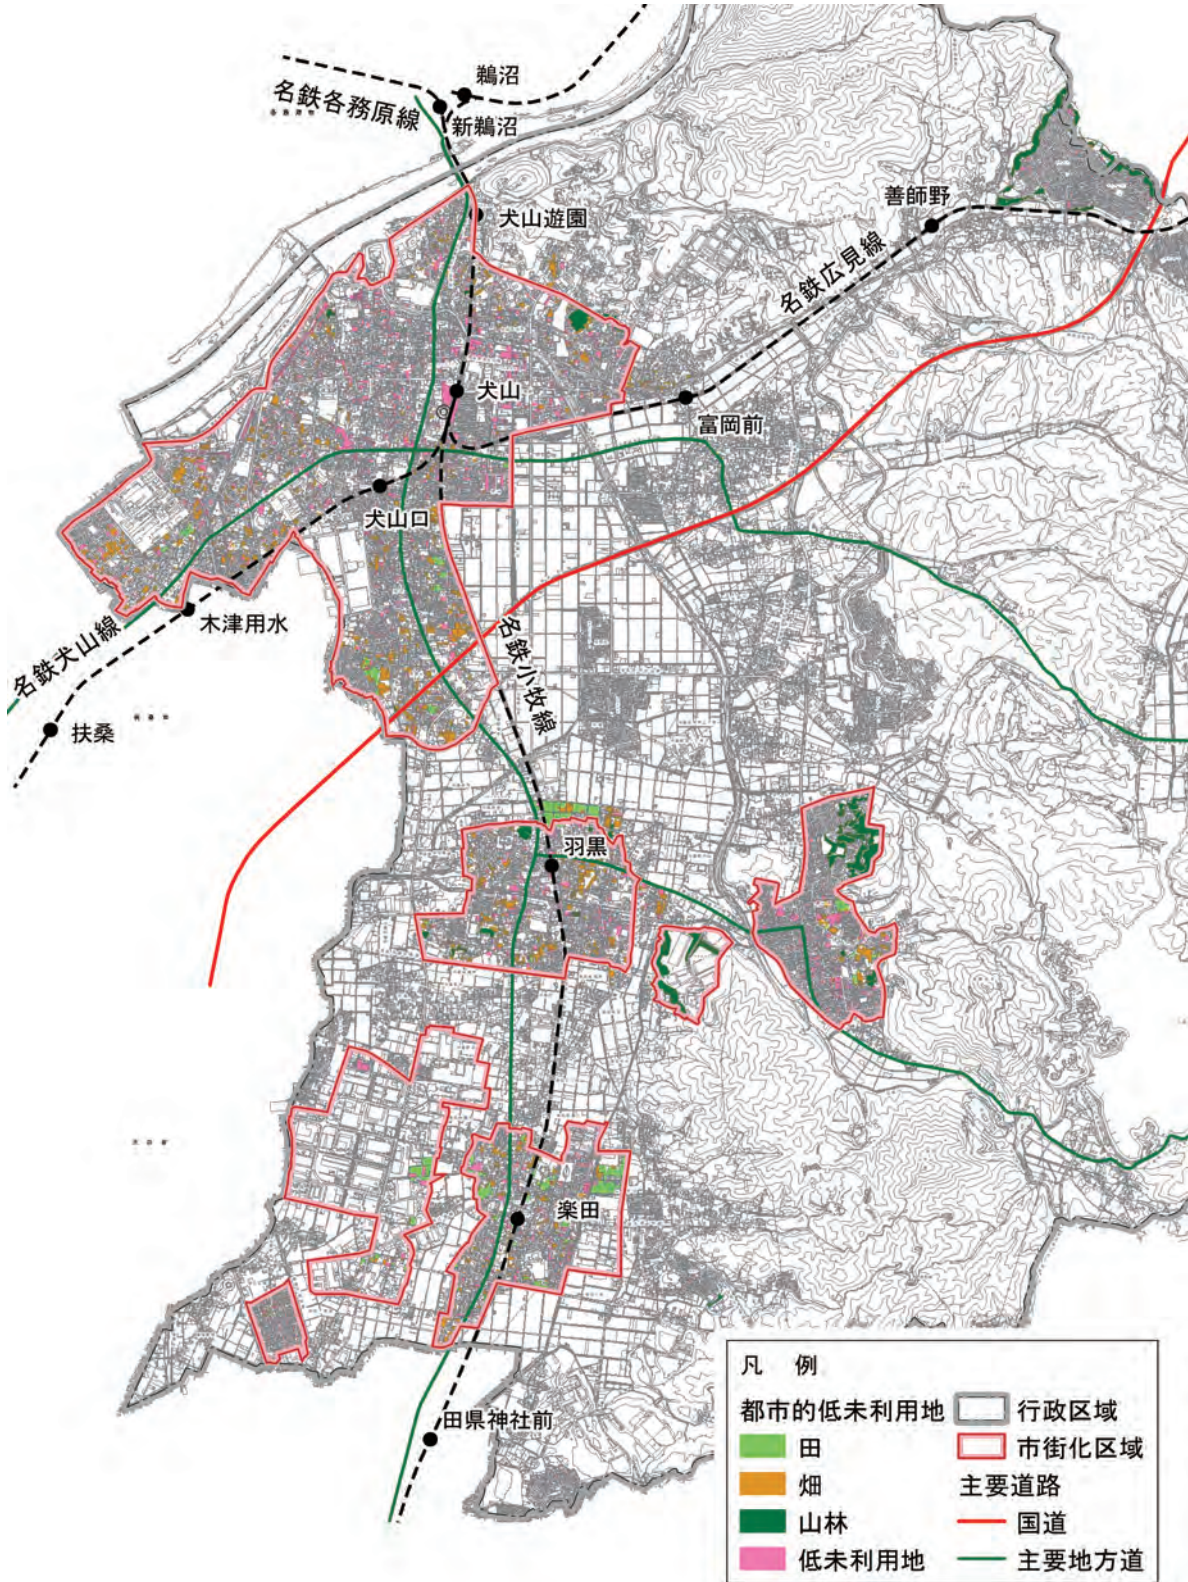 鵜沼
名鉄各務原線
新鵜沼
善師野
犬山遊園
名鉄広見線
犬山
富岡前
犬山口
木津用水
名鉄犬山線
名鉄小牧線
扶桑
羽黒
楽田
田県神社前
凡 例
都市的低未利用地
行政区域
田
市街化区域
畑
主要道路
山林
国道
低未利用地
主要地方道